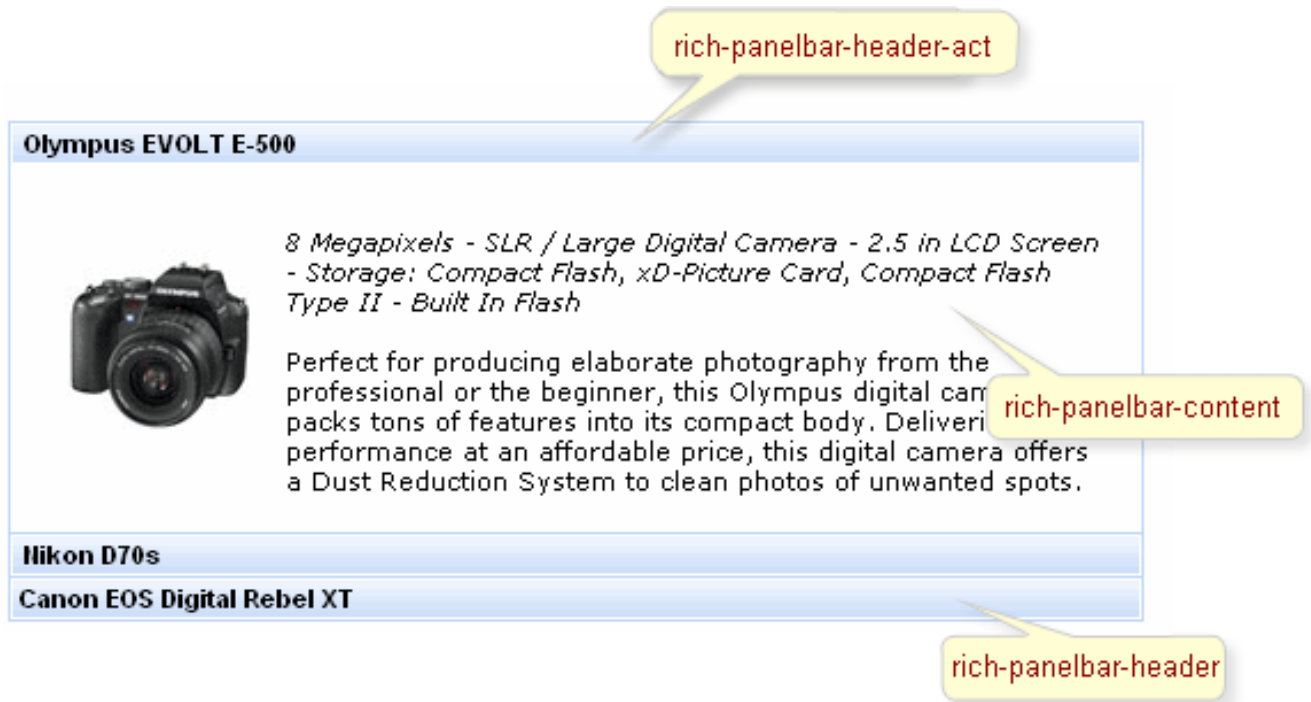 rich-panelbar-header-act
Olympus EVOLT E-500
8 Megapixels - SLR / Large Digital Camera - 2.5 in LCD Screen
- Storage: Compact Flash, xD-Picture Card, Compact Flash
Type II - Built In Flash
Perfect for producing elaborate photography from the
professional or the beginner, this Olympus digital cam
rich-panelbar-content
packs tons of features into its compact body. Deliveri
performance at an affordable price, this digital camera offers
a Dust Reduction System to clean photos of unwanted spots.
Nikon D70s
Canon EOS Digital Rebel XT
rich-panelbar-header